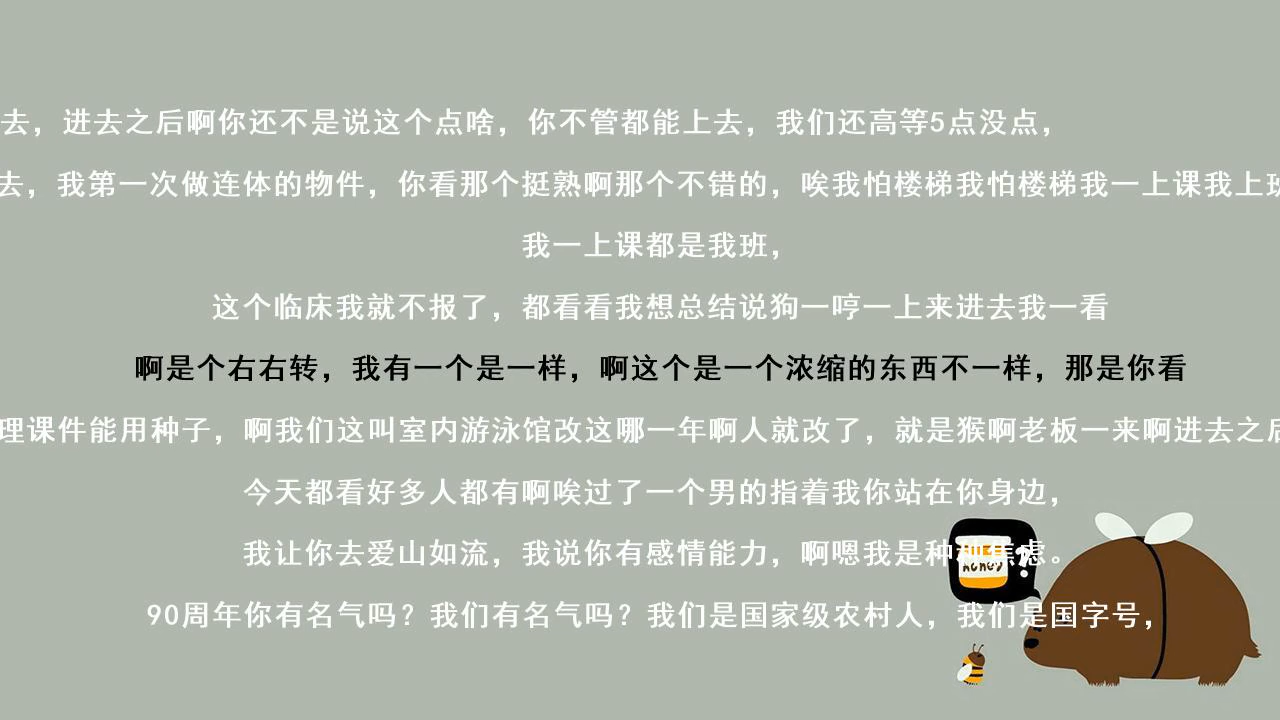 去，进去之后啊你还不是说这个点啥，你不管都能上去，我们还高等5点没点，
去，我第一次做连体的物件，你看那个挺熟啊那个不错的，唉我怕楼梯我怕楼梯我一上课我上班
我一上课都是我班，
这个临床我就不报了，都看看我想总结说狗一哼一上来进去我一看
啊是个右右转，我有一个是一样，啊这个是一个浓缩的东西不一样，那是你看
理课件能用种子，啊我们这叫室内游泳馆改这哪一年啊人就改了，就是猴啊老板一来啊进去之后
今天都看好多人都有啊唉过了一个男的指着我你站在你身边，
我让你去爱山如流，我说你有感情能力，啊嗯我是种种焦虑。
honey?
90周年你有名气吗？我们有名气吗？我们是国家级农村人，我们是国字号，